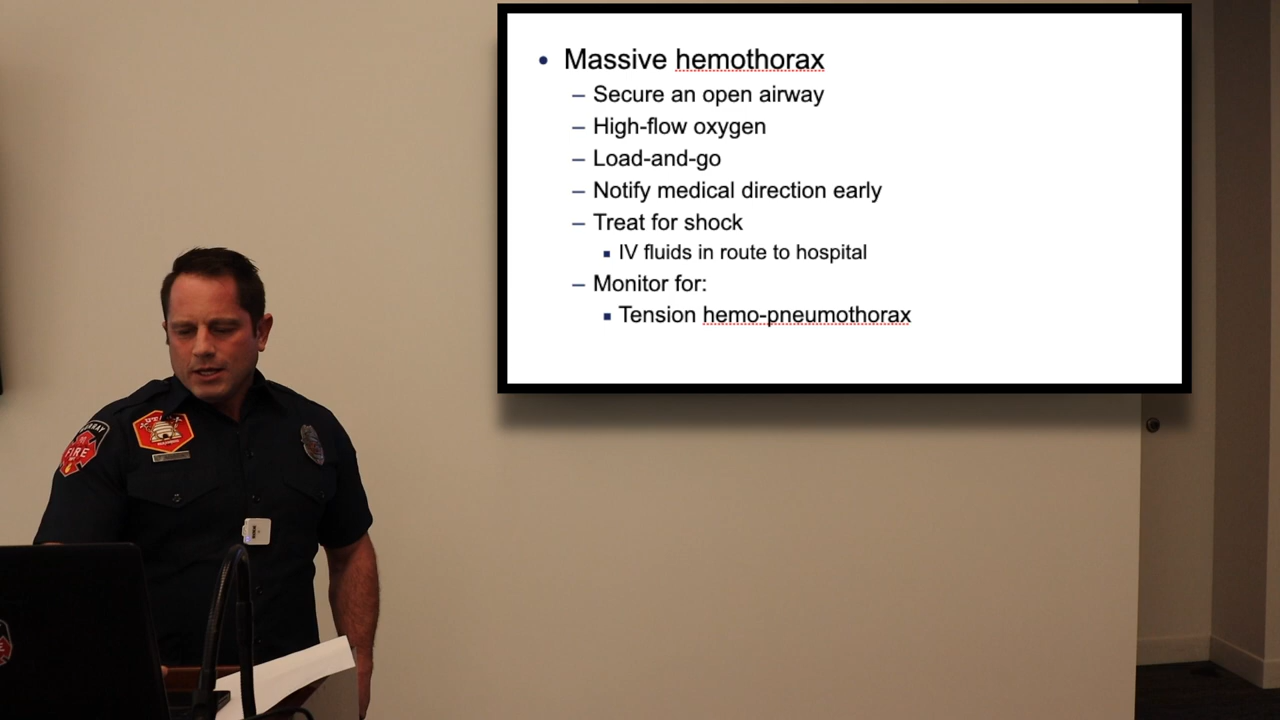 • Massive hemothorax
– Secure an open airway
– High-flow oxygen
– Load-and-go
– Notify medical direction early
– Treat for shock
▪ IV fluids in route to hospital
– Monitor for:
▪ Tension hemo-pneumothorax
FIRE